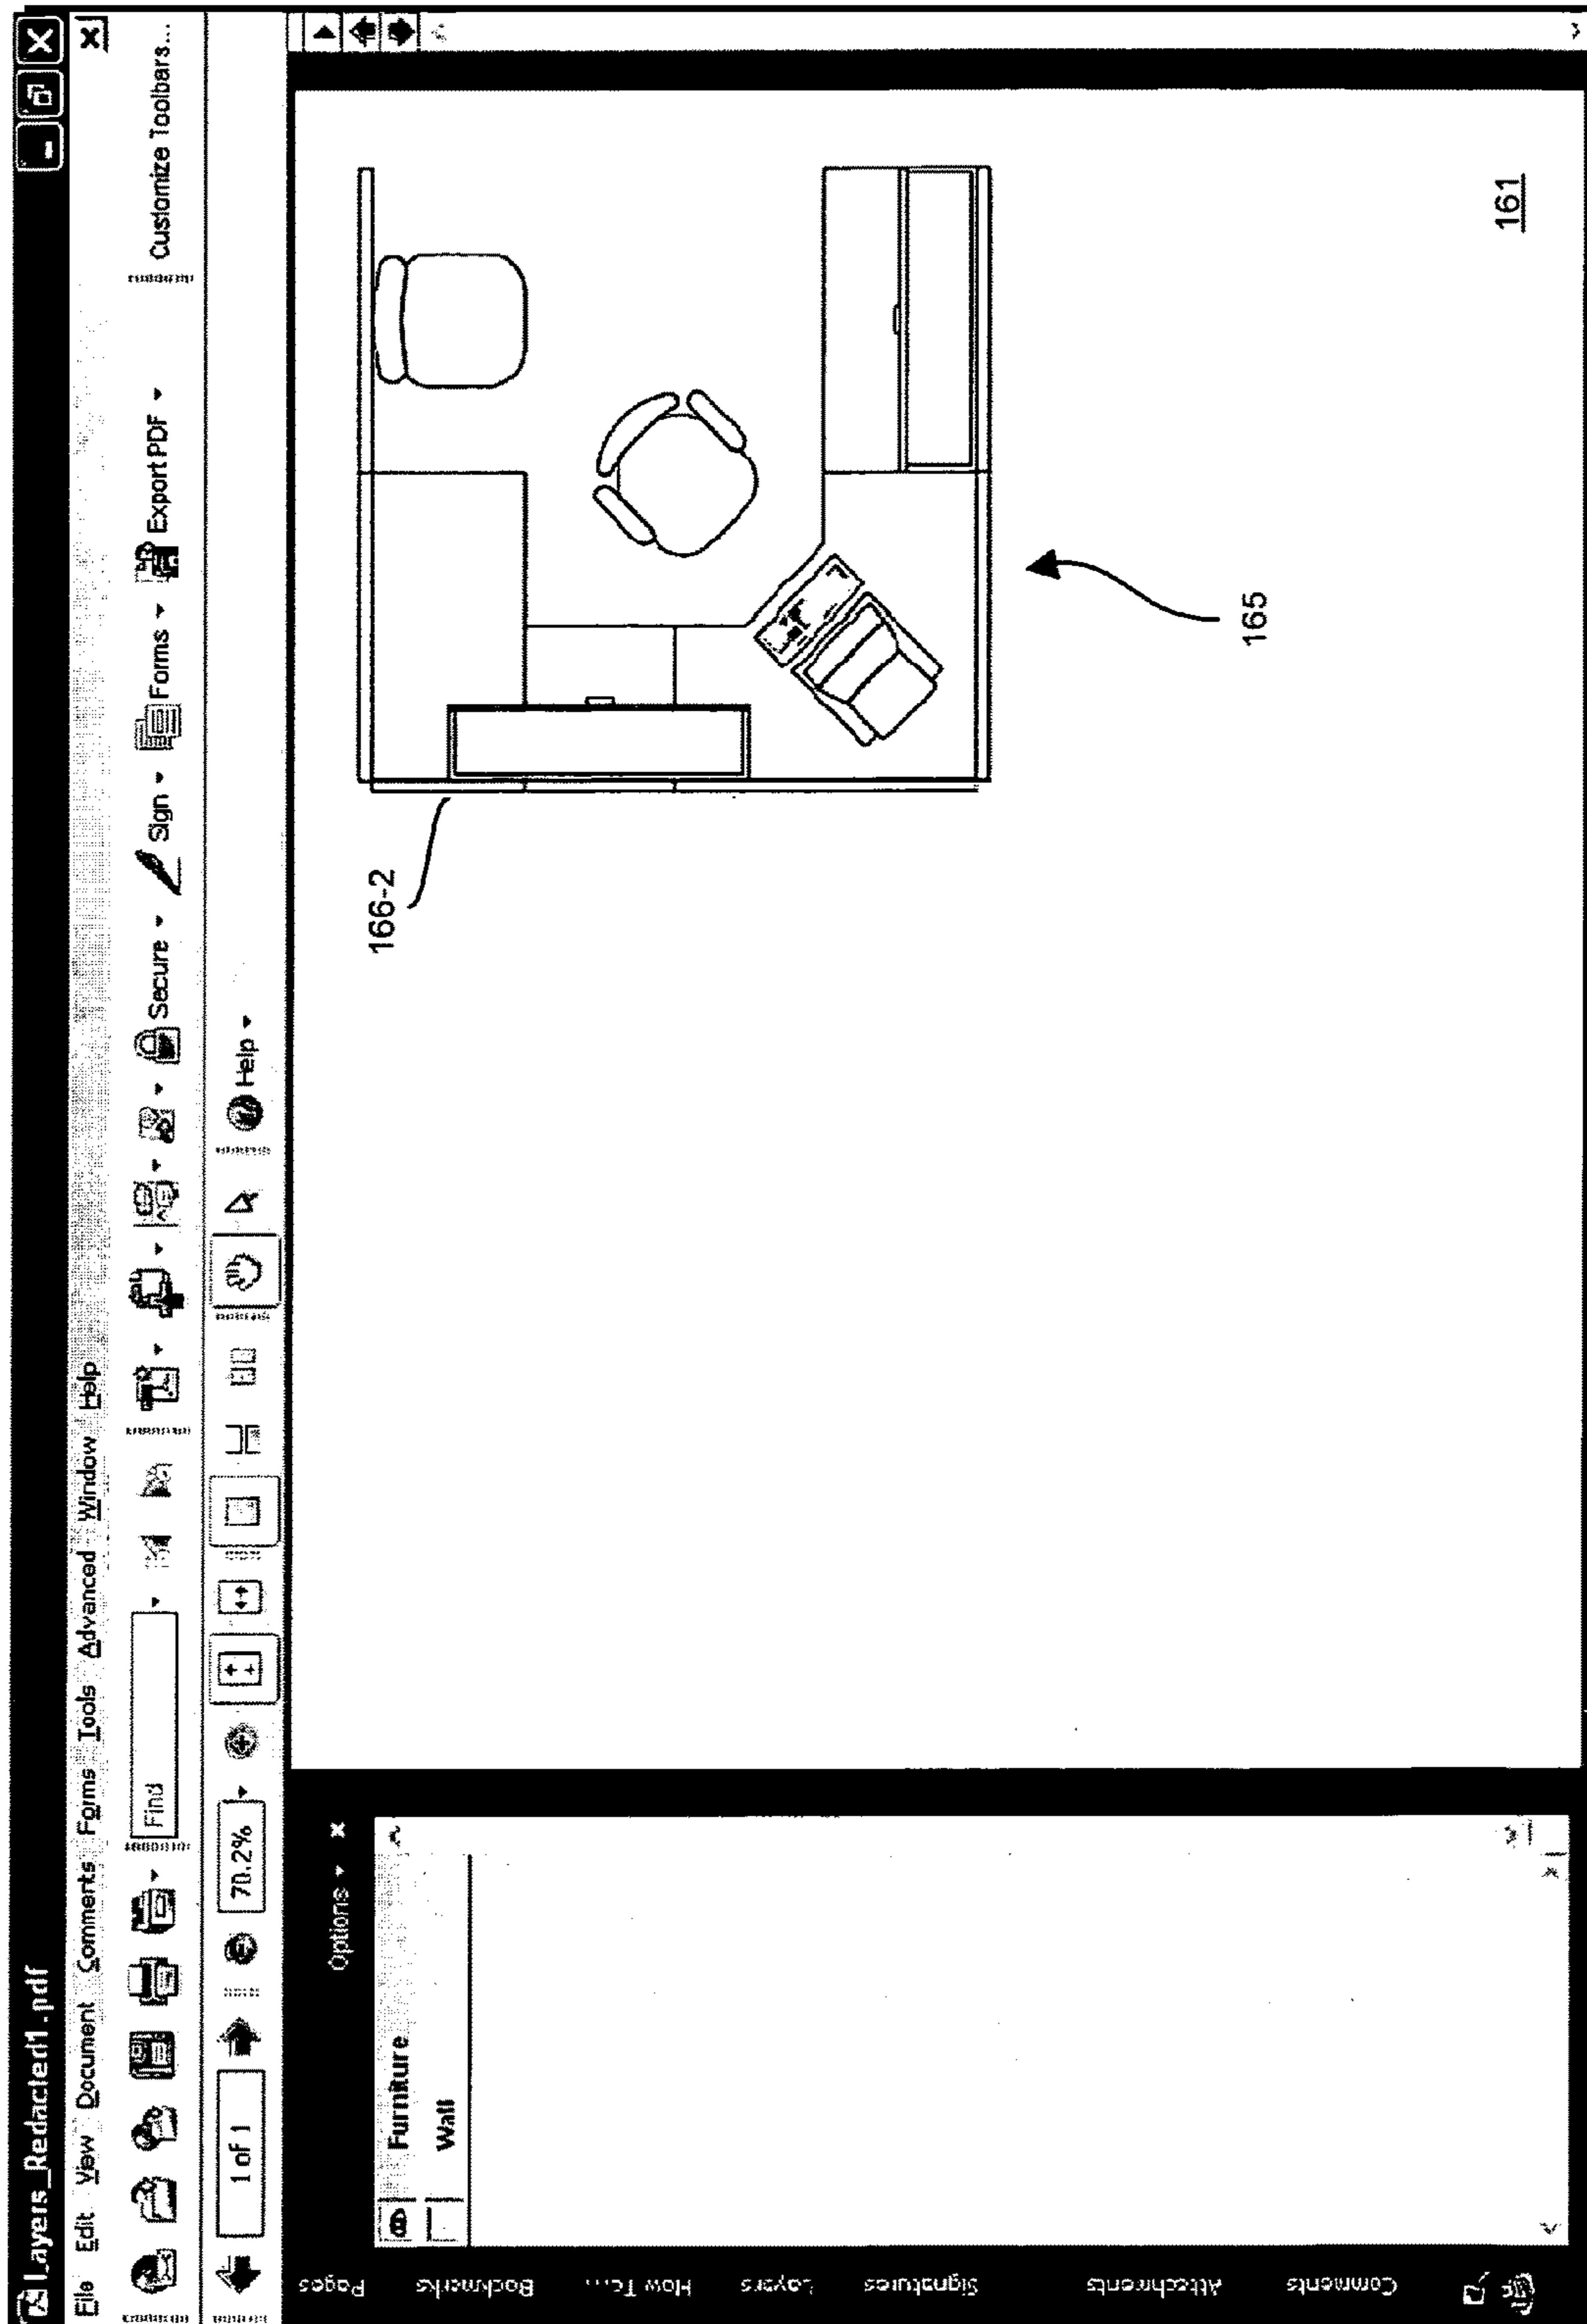 Layers_Redacted1.pdf
File Edit View Document Comments Forms Tools Advanced Window Help
Find Secure Sign Forms Export PDF Customize Toolbars...
1 of 1 70.2% Help
Options
Pages
Furniture
Wall
Bookmarks
How To...
Layers
Signatures
Attachments
Comments
166-2
165
161